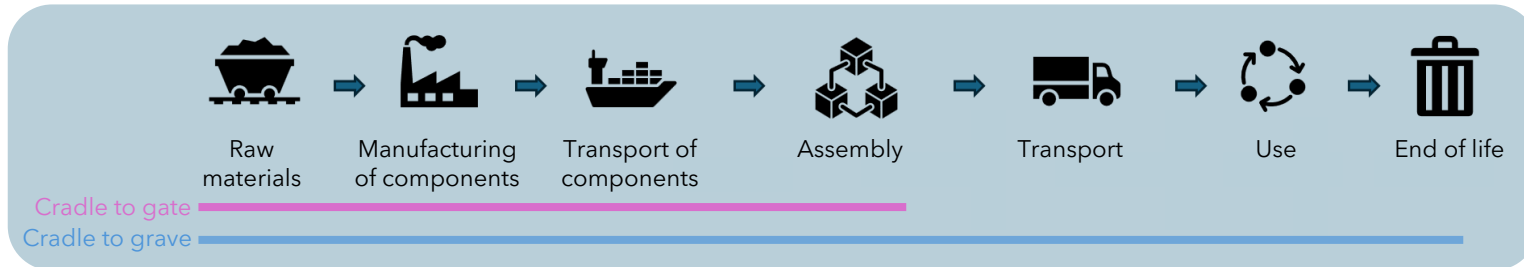 Raw
materials
Manufacturing
of components
Transport of
components
Assembly
Transport
Use
End of life
Cradle to gate
Cradle to grave